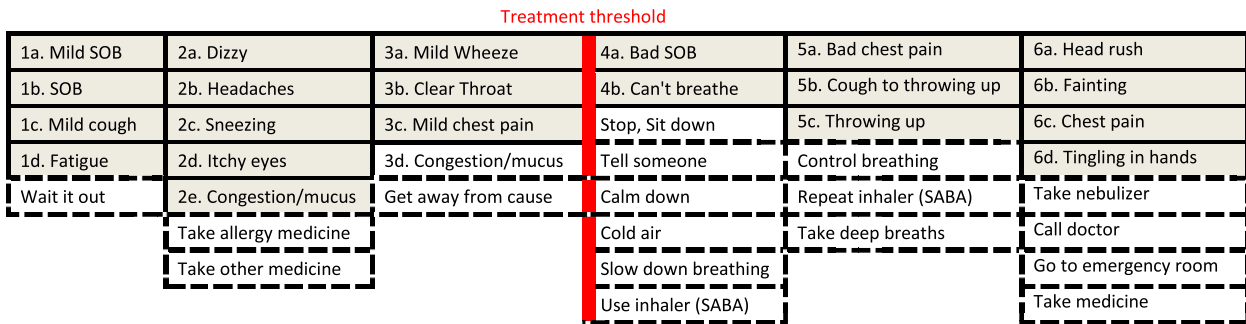 Treatment threshold
1a. Mild SOB
1b. SOB
1c. Mild cough
1d. Fatigue
Wait it out
2a. Dizzy
2b. Headaches
2c. Sneezing
2d. Itchy eyes
2e. Congestion/mucus
Take allergy medicine
Take other medicine
3a. Mild Wheeze
3b. Clear Throat
3c. Mild chest pain
3d. Congestion/mucus
Get away from cause
4a. Bad SOB
4b. Can't breathe
Stop, Sit down
Tell someone
Calm down
Cold air
Slow down breathing
Use inhaler (SABA)
5a. Bad chest pain
5b. Cough to throwing up
5c. Throwing up
Control breathing
Repeat inhaler (SABA)
Take deep breaths
6a. Head rush
6b. Fainting
6c. Chest pain
6d. Tingling in hands
Take nebulizer
Call doctor
Go to emergency room
Take medicine